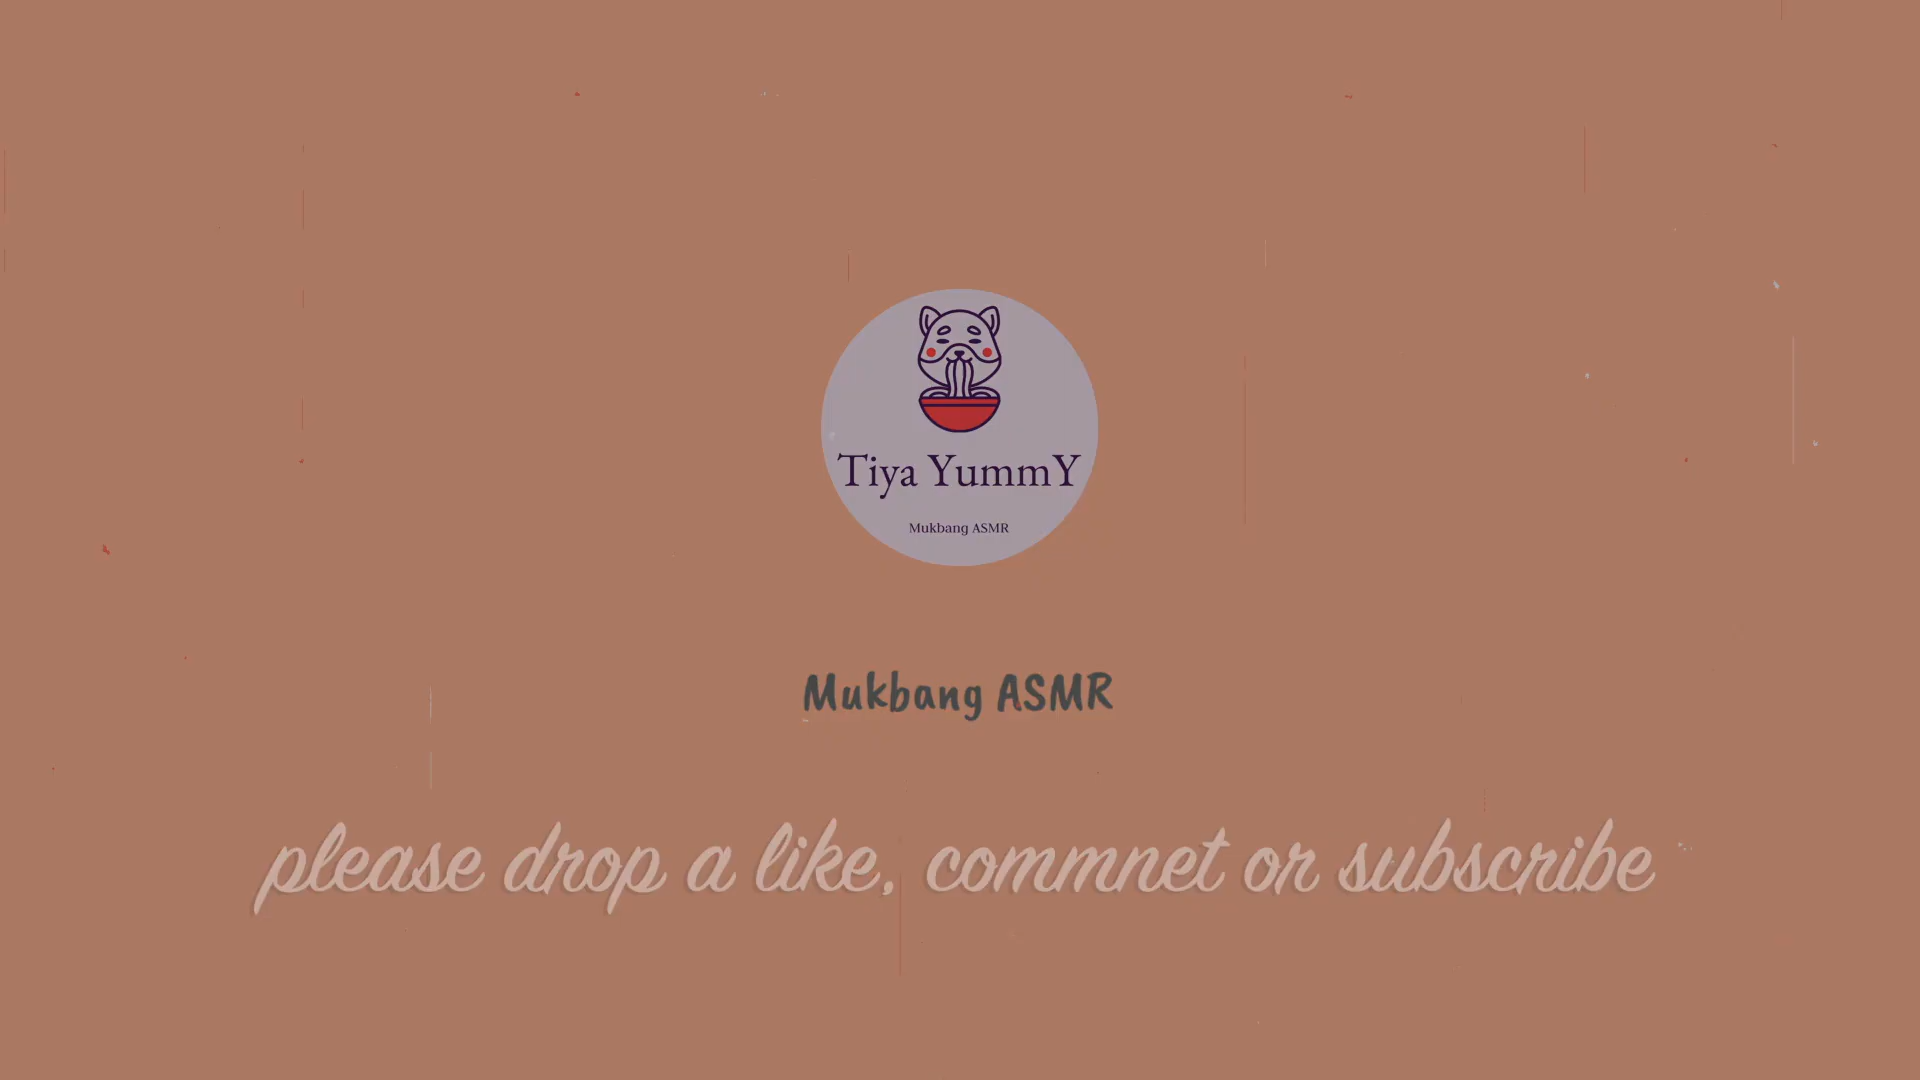 Tiya YummY
Mukbang ASMR
Mukbang ASMR
please drop a like, commnet or subscribe